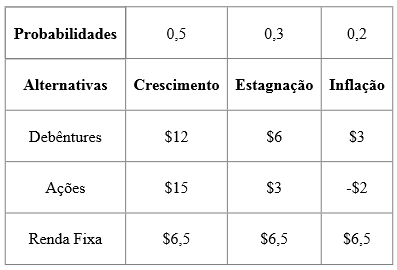 Probabilidades 0,5 0,3 0,2
Alternativas Crescimento Estagnação Inflação
Debêntures $12 $6 $3
Ações $15 $3 -$2
Renda Fixa $6,5 $6,5 $6,5